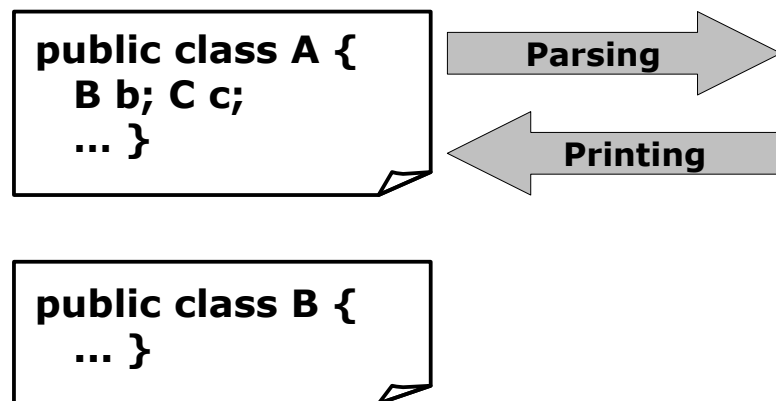 public class A {
B b; C c;
... }
Parsing
Printing
public class B {
... }